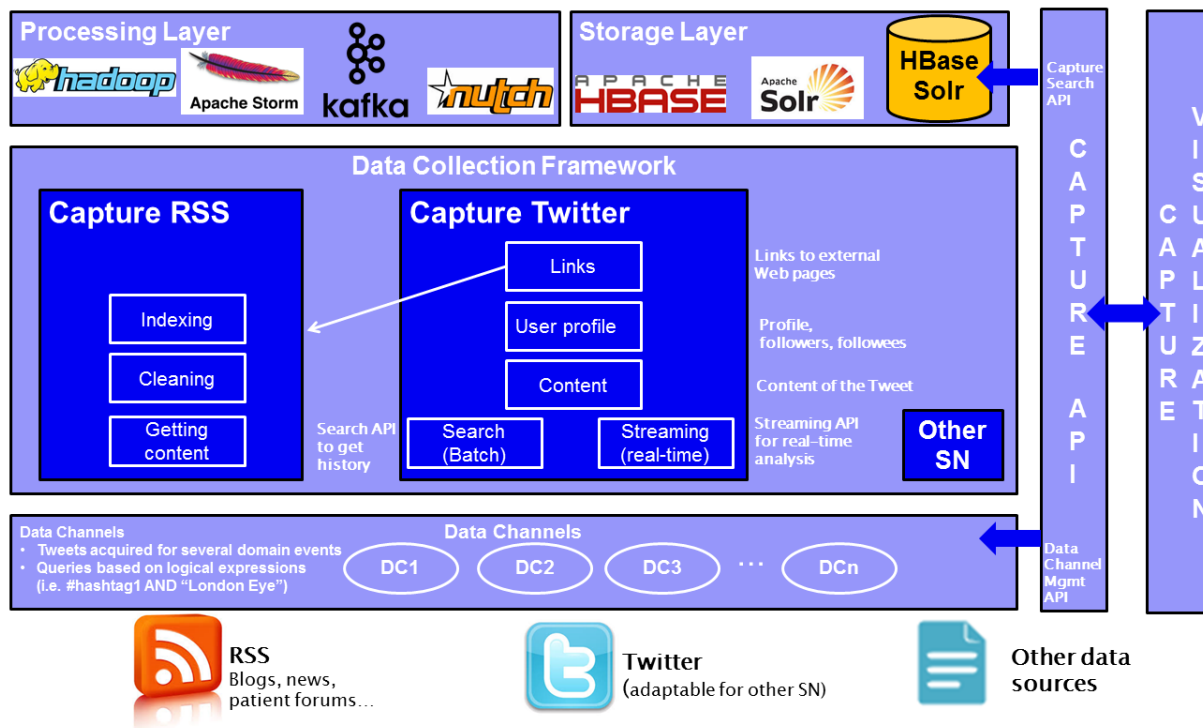 Processing Layer
hadoop
Apache Storm
kafka
nutch
Storage Layer
APACHE
HBASE
Apache
Solr
HBase
Solr
Capture
Search
API
CAPTURE API
Data
Channel
Mgmt
API
CAPTURE
VISUALIZATION
Data Collection Framework
Capture RSS
Indexing
Cleaning
Getting
content
Capture Twitter
Links
User profile
Content
Search
(Batch)
Streaming
(real-time)
Search API
to get
history
Links to external
Web pages
Profile,
followers, followees
Content of the Tweet
Streaming API
for real-time
analysis
Other
SN
Data Channels
Data Channels
• Tweets acquired for several domain events
• Queries based on logical expressions
(i.e. #hashtag1 AND “London Eye”)
DC1
DC2
DC3
...
DCn
RSS
Blogs, news,
patient forums...
Twitter
(adaptable for other SN)
Other data
sources